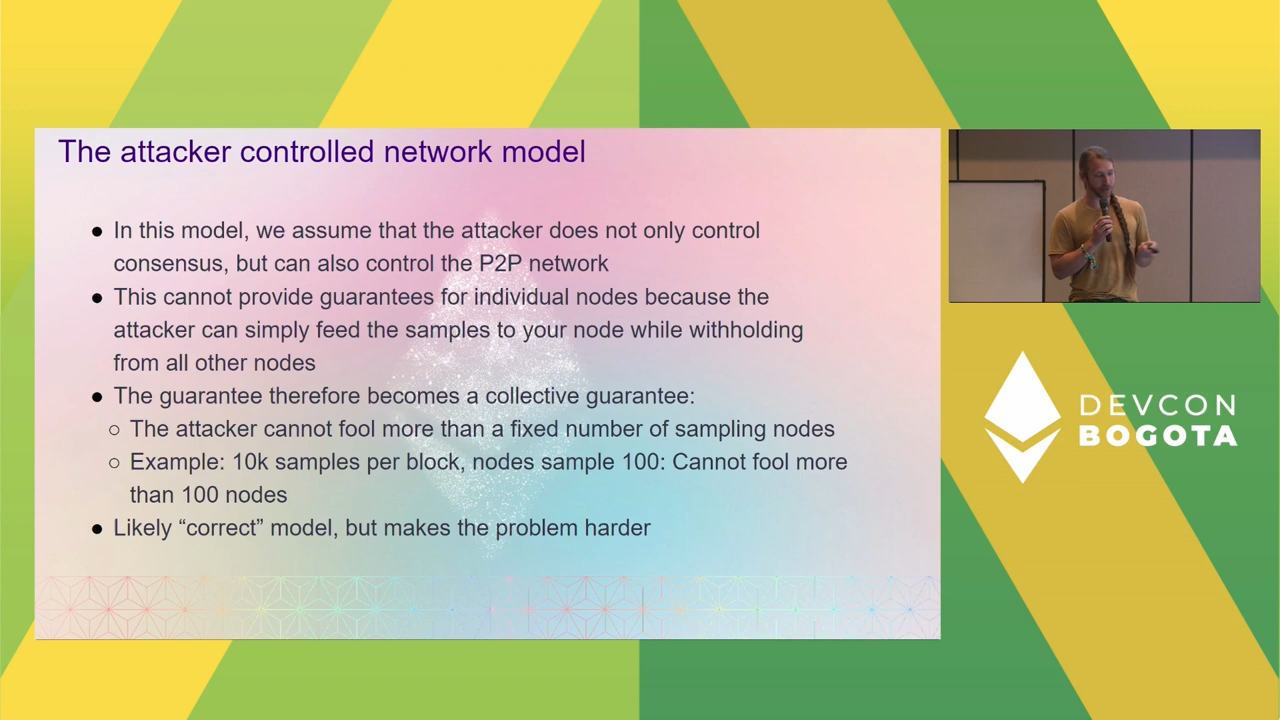 The attacker controlled network model
● In this model, we assume that the attacker does not only control
consensus, but can also control the P2P network
● This cannot provide guarantees for individual nodes because the
attacker can simply feed the samples to your node while withholding
from all other nodes
● The guarantee therefore becomes a collective guarantee:
○ The attacker cannot fool more than a fixed number of sampling nodes
○ Example: 10k samples per block, nodes sample 100: Cannot fool more
than 100 nodes
● Likely “correct” model, but makes the problem harder
DEVCON
BOGOTA